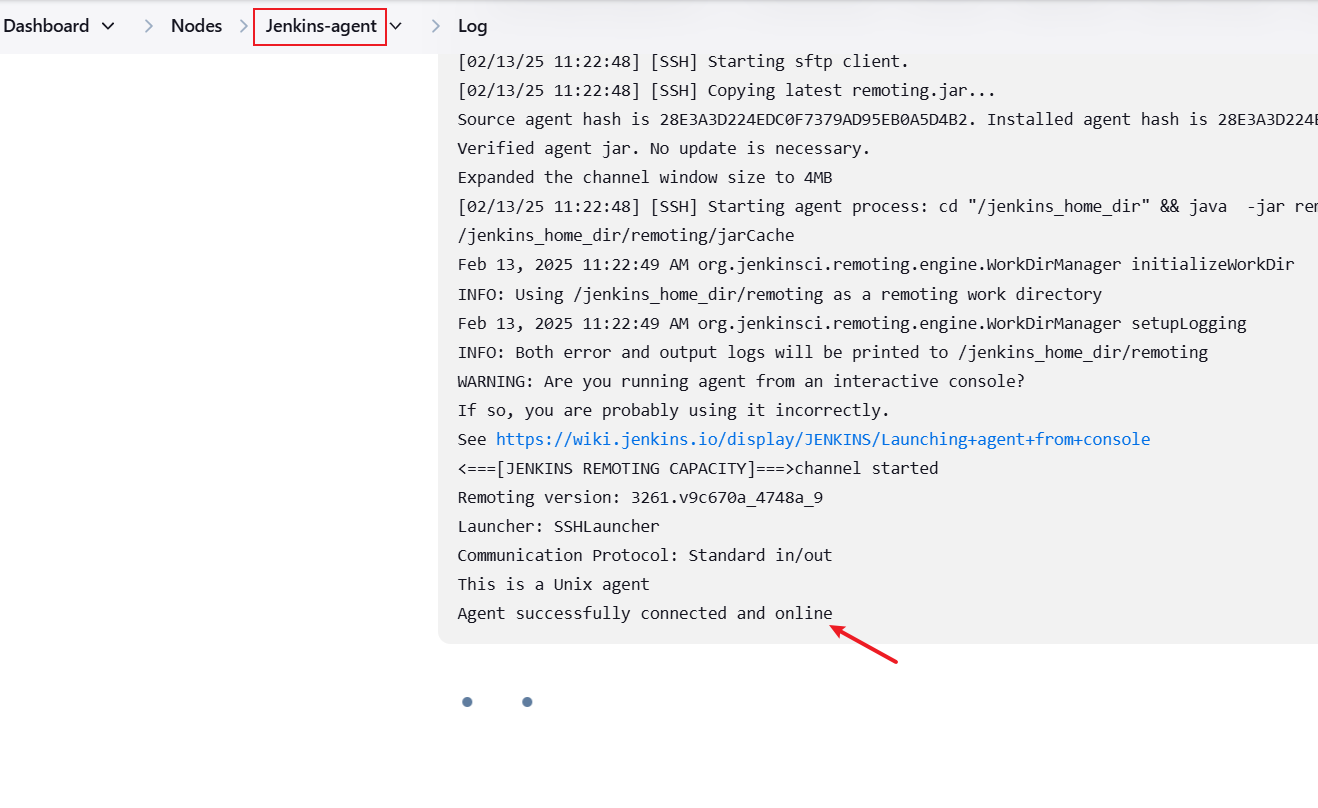 Dashboard Nodes Jenkins-agent Log
[02/13/25 11:22:48] [SSH] Starting sftp client.
[02/13/25 11:22:48] [SSH] Copying latest remoting.jar...
Source agent hash is 28E3A3D224EDC0F7379AD95EB0A5D4B2. Installed agent hash is 28E3A3D224E
Verified agent jar. No update is necessary.
Expanded the channel window size to 4MB
[02/13/25 11:22:48] [SSH] Starting agent process: cd "/jenkins_home_dir" && java  -jar rem
/jenkins_home_dir/remoting/jarCache
Feb 13, 2025 11:22:49 AM org.jenkinsci.remoting.engine.WorkDirManager initializeWorkDir
INFO: Using /jenkins_home_dir/remoting as a remoting work directory
Feb 13, 2025 11:22:49 AM org.jenkinsci.remoting.engine.WorkDirManager setupLogging
INFO: Both error and output logs will be printed to /jenkins_home_dir/remoting
WARNING: Are you running agent from an interactive console?
If so, you are probably using it incorrectly.
See https://wiki.jenkins.io/display/JENKINS/Launching+agent+from+console
<===[JENKINS REMOTING CAPACITY]===>channel started
Remoting version: 3261.v9c670a_4748a_9
Launcher: SSHLauncher
Communication Protocol: Standard in/out
This is a Unix agent
Agent successfully connected and online